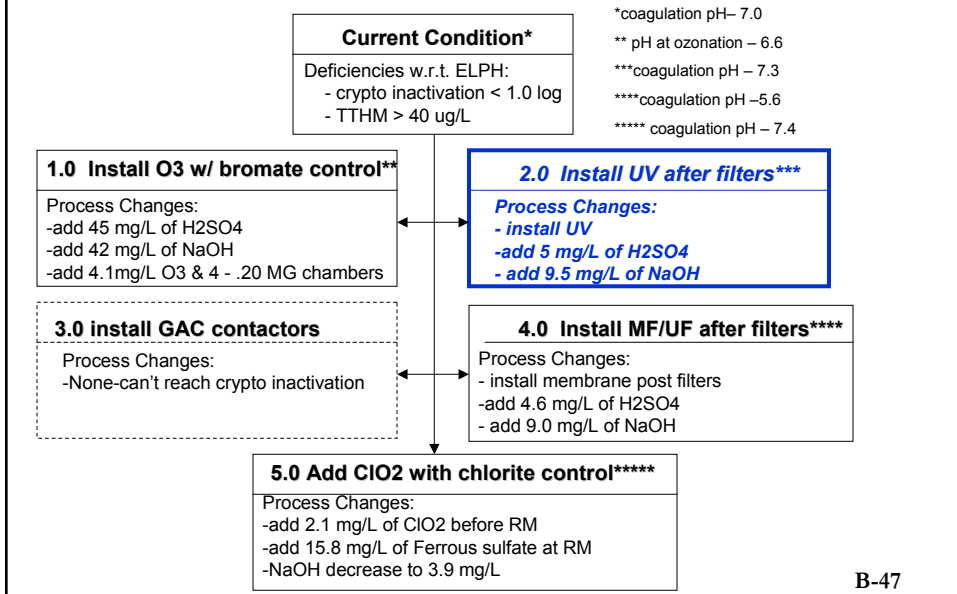 *coagulation pH– 7.0
** pH at ozonation – 6.6
***coagulation pH – 7.3
****coagulation pH –5.6
***** coagulation pH – 7.4
Current Condition*
Deficiencies w.r.t. ELPH:
- crypto inactivation < 1.0 log
- TTHM > 40 ug/L
1.0 Install O3 w/ bromate control**
Process Changes:
-add 45 mg/L of H2SO4
-add 42 mg/L of NaOH
-add 4.1mg/L O3 & 4 - .20 MG chambers
2.0 Install UV after filters***
Process Changes:
- install UV
-add 5 mg/L of H2SO4
- add 9.5 mg/L of NaOH
3.0 install GAC contactors
Process Changes:
-None-can't reach crypto inactivation
4.0 Install MF/UF after filters****
Process Changes:
- install membrane post filters
-add 4.6 mg/L of H2SO4
- add 9.0 mg/L of NaOH
5.0 Add ClO2 with chlorite control*****
Process Changes:
-add 2.1 mg/L of ClO2 before RM
-add 15.8 mg/L of Ferrous sulfate at RM
-NaOH decrease to 3.9 mg/L
B-47